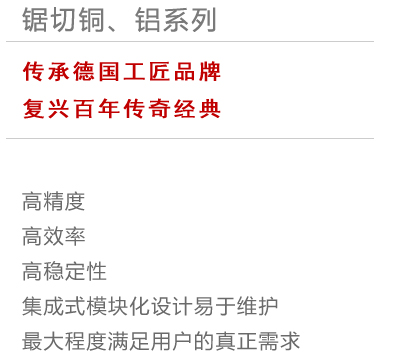 锯切铜、铝系列
传承德国工匠品牌
复兴百年传奇经典
高精度
高效率
高稳定性
集成式模块化设计易于维护
最大程度满足用户的真正需求